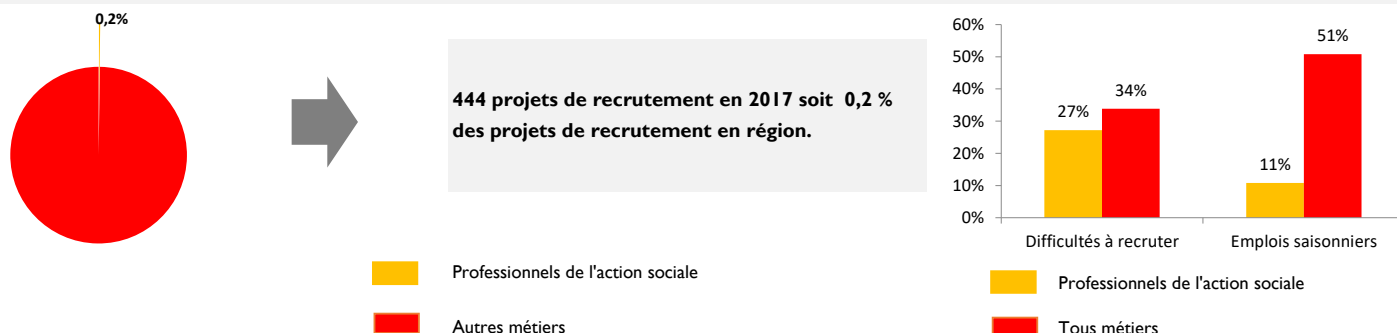 0,2%
444 projets de recrutement en 2017 soit 0,2 %
des projets de recrutement en région.
Professionnels de l'action sociale
Autres métiers
60%
50%
40%
30%
20%
10%
0%
27%
34%
11%
51%
Difficultés à recruter
Emplois saisonniers
Professionnels de l'action sociale
Tous métiers